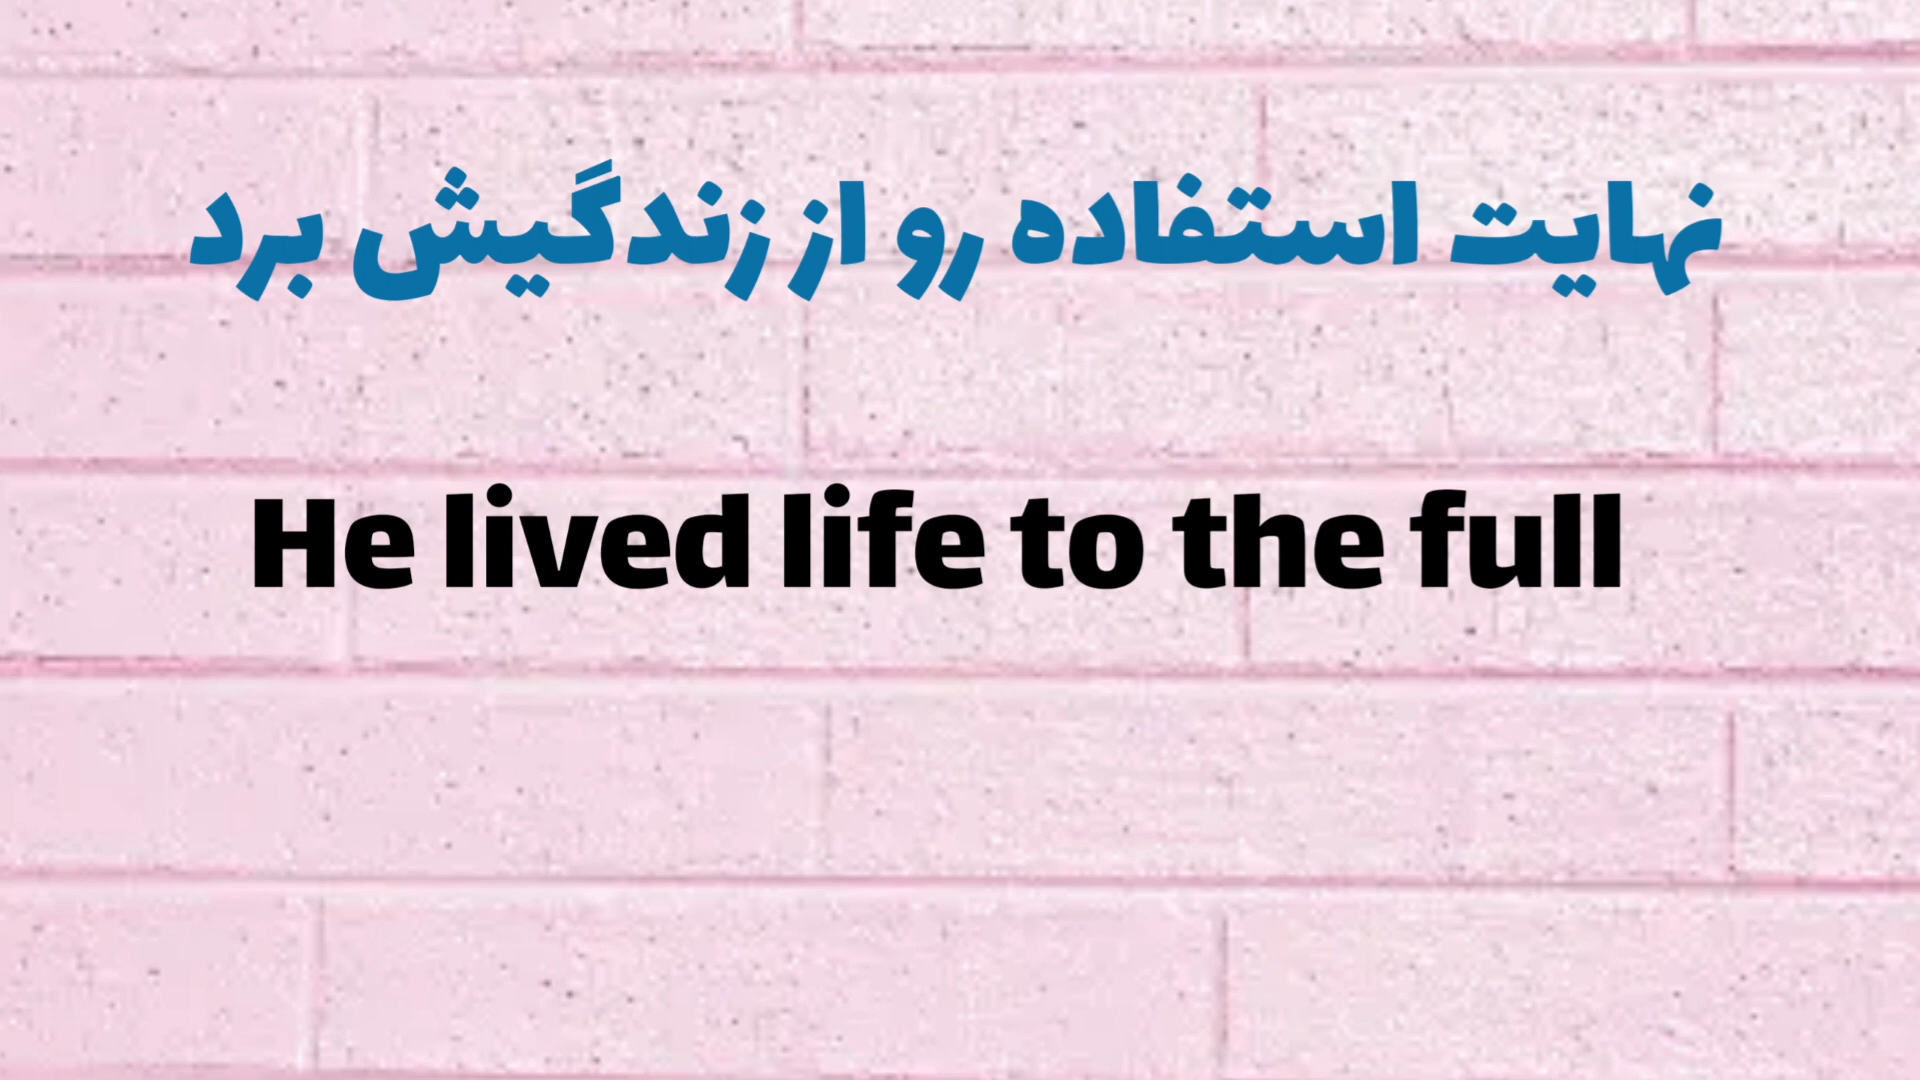 نهایت استفاده رو از زندگیش برد
He lived life to the full